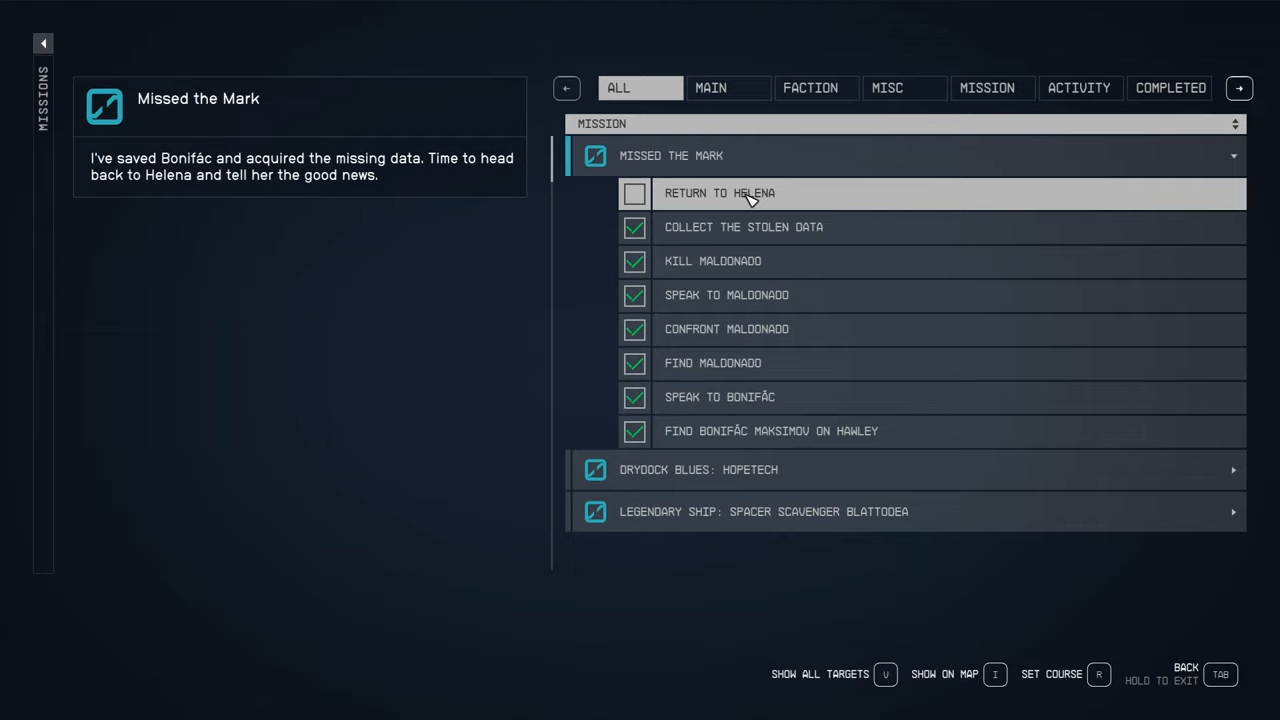 MISSIONS
Missed the Mark
I've saved Bonifác and acquired the missing data. Time to head
back to Helena and tell her the good news.
ALL
MAIN
FACTION
MISC
MISSION
ACTIVITY
COMPLETED
MISSION
MISSED THE MARK
RETURN TO HELENA
COLLECT THE STOLEN DATA
KILL MALDONADO
SPEAK TO MALDONADO
CONFRONT MALDONADO
FIND MALDONADO
SPEAK TO BONIFÁC
FIND BONIFÁC MAKSIMOV ON HAWLEY
DRYDOCK BLUES: HOPETECH
LEGENDARY SHIP: SPACER SCAVENGER BLATTODEA
SHOW ALL TARGETS V
SHOW ON MAP I
SET COURSE R
BACK
HOLD TO EXIT
TAB